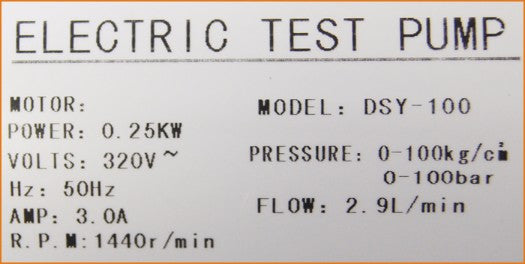 ELECTRIC TEST PUMP
MOTOR:
POWER: 0.25KW
VOLTS: 320V~
Hz: 50Hz
AMP: 3.0A
R.P.M:1440r/min
MODEL: DSY-100
PRESSURE: 0-100kg/cm²
0-100bar
FLOW: 2.9L/min